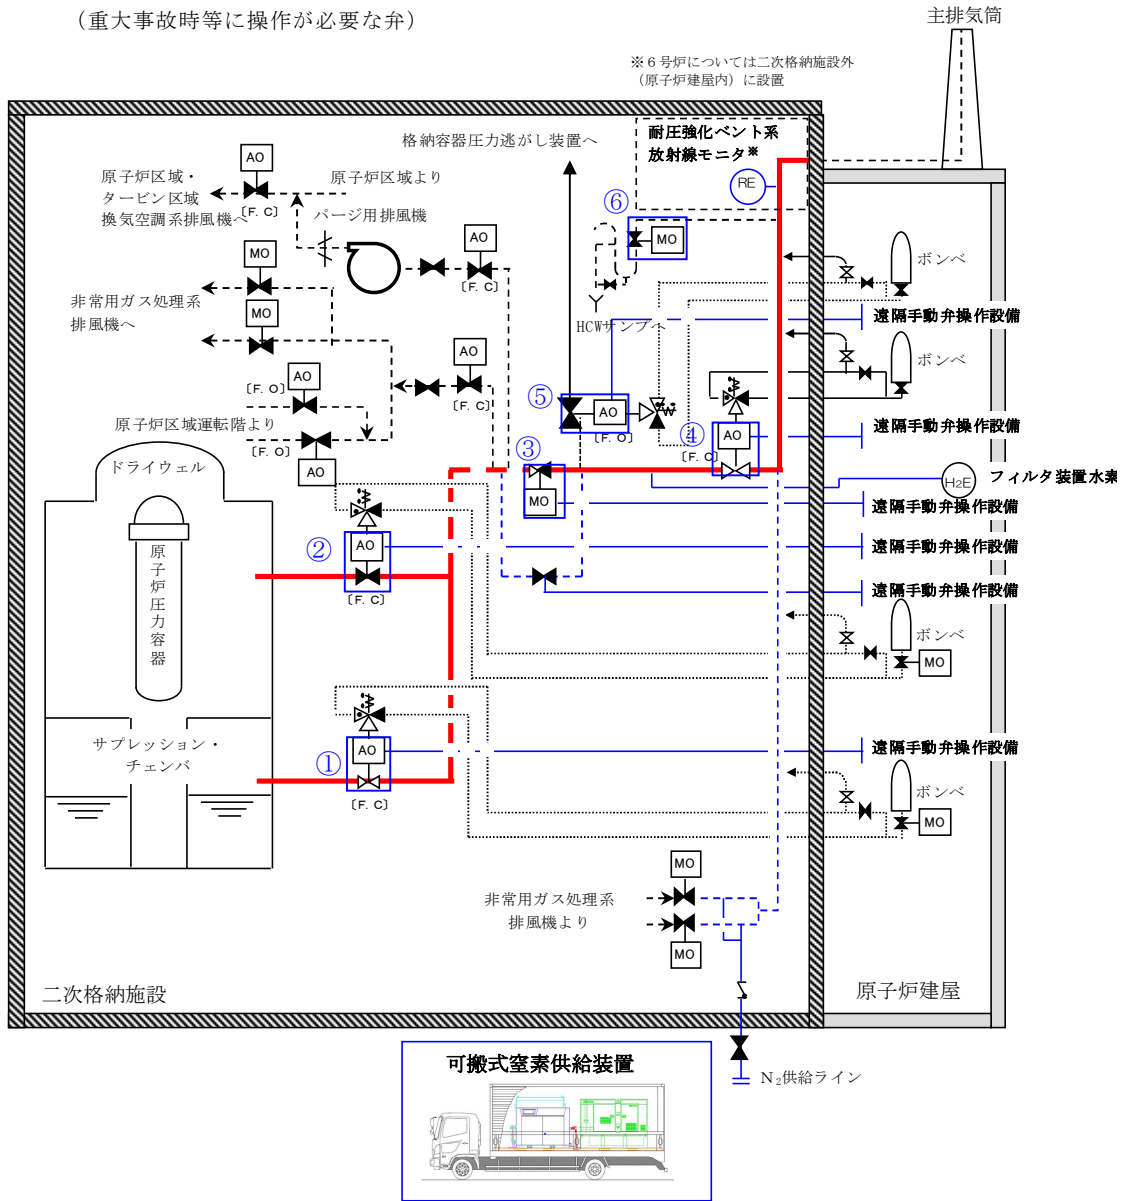 （重大事故時等に操作が必要な弁）
主排気筒
※６号炉については二次格納施設外
（原子炉建屋内）に設置
耐圧強化ベント系
放射線モニタ※
RE
格納容器圧力逃がし装置へ
AO
原子炉区域・
タービン区域
換気空調系排風機へ
原子炉区域より
〔F. C〕
パージ用排風機
⑥
MO
AO
〔F. C〕
MO
非常用ガス処理系
排風機へ
MO
HCWサンプへ
ボンベ
遠隔手動弁操作設備
ボンベ
AO
〔F. C〕
AO
〔F. O〕
⑤
AO
〔F. O〕
原子炉区域運転階より
〔F. O〕
AO
④
AO
〔F. C〕
遠隔手動弁操作設備
③
MO
H2E
フィルタ装置水素
遠隔手動弁操作設備
ドライウェル
原子炉圧力容器
②
AO
〔F. C〕
遠隔手動弁操作設備
遠隔手動弁操作設備
ボンベ
MO
サプレッション・
チェンバ
①
AO
〔F. C〕
遠隔手動弁操作設備
ボンベ
MO
MO
非常用ガス処理系
排風機より
MO
二次格納施設
原子炉建屋
可搬式窒素供給装置
N₂供給ライン